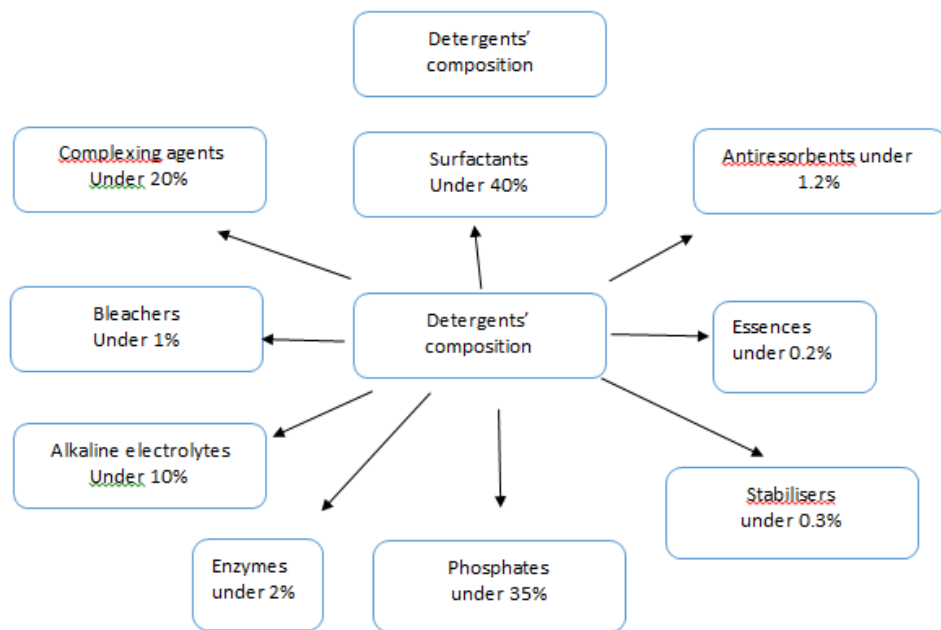 Detergents’
composition
Complexing agents
Under 20%
Surfactants
Under 40%
Antiresorbents under
1.2%
Bleachers
Under 1%
Detergents’
composition
Essences
under 0.2%
Alkaline electrolytes
Under 10%
Stabilisers
under 0.3%
Enzymes
under 2%
Phosphates
under 35%